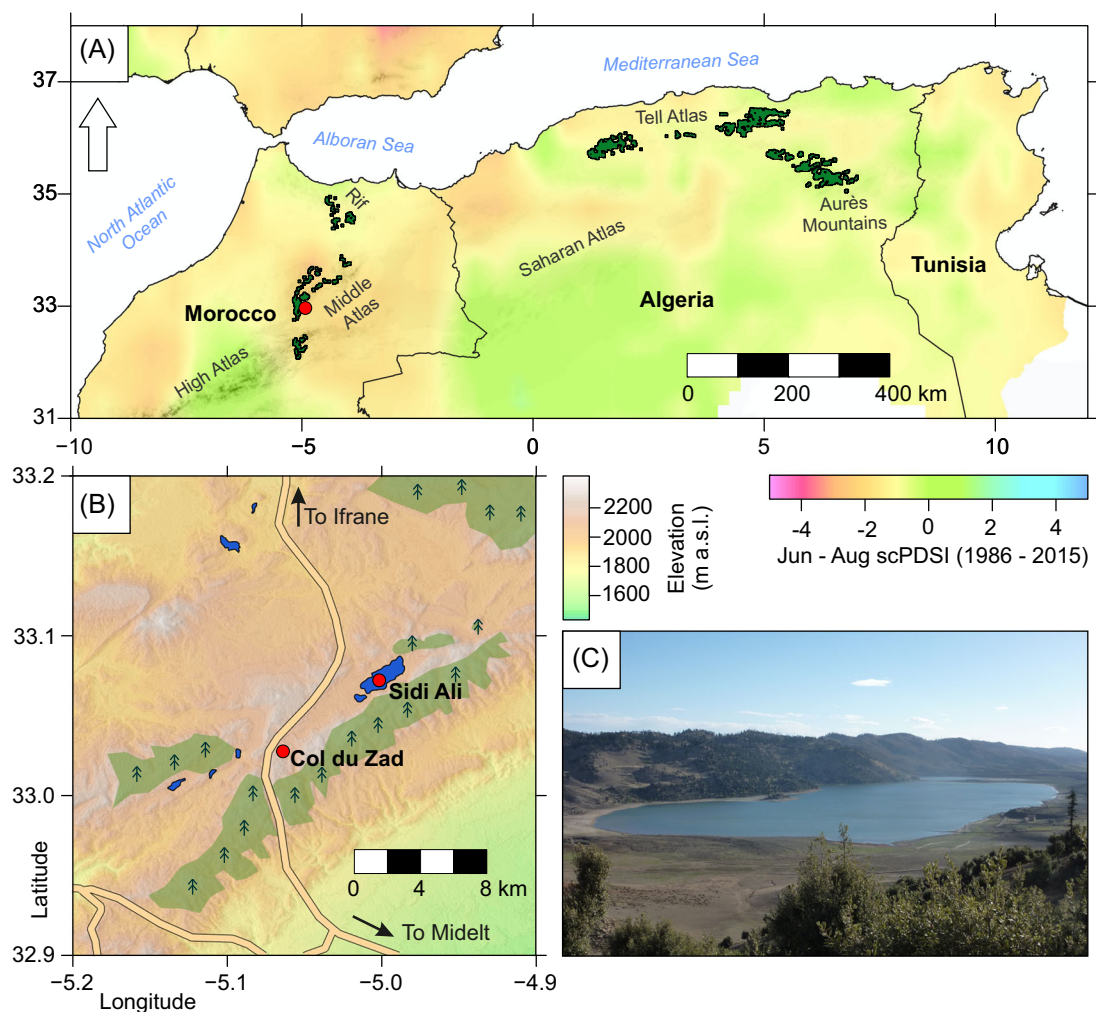 (A)
37
35
33
31
−10
−5
0
5
10
Mediterranean Sea
Alboran Sea
North Atlantic
Ocean
Tell Atlas
Rif
Aurès
Mountains
Saharan Atlas
Tunisia
Middle
Atlas
Morocco
Algeria
High Atlas
0
200
400 km
(B)
33.2
33.1
33.0
32.9
−5.2
−5.1
−5.0
−4.9
Latitude
Longitude
To Ifrane
Sidi Ali
Col du Zad
0
4
8 km
To Midelt
2200
2000
1800
1600
Elevation
(m a.s.l.)
−4
−2
0
2
4
Jun - Aug scPDSI (1986 - 2015)
(C)